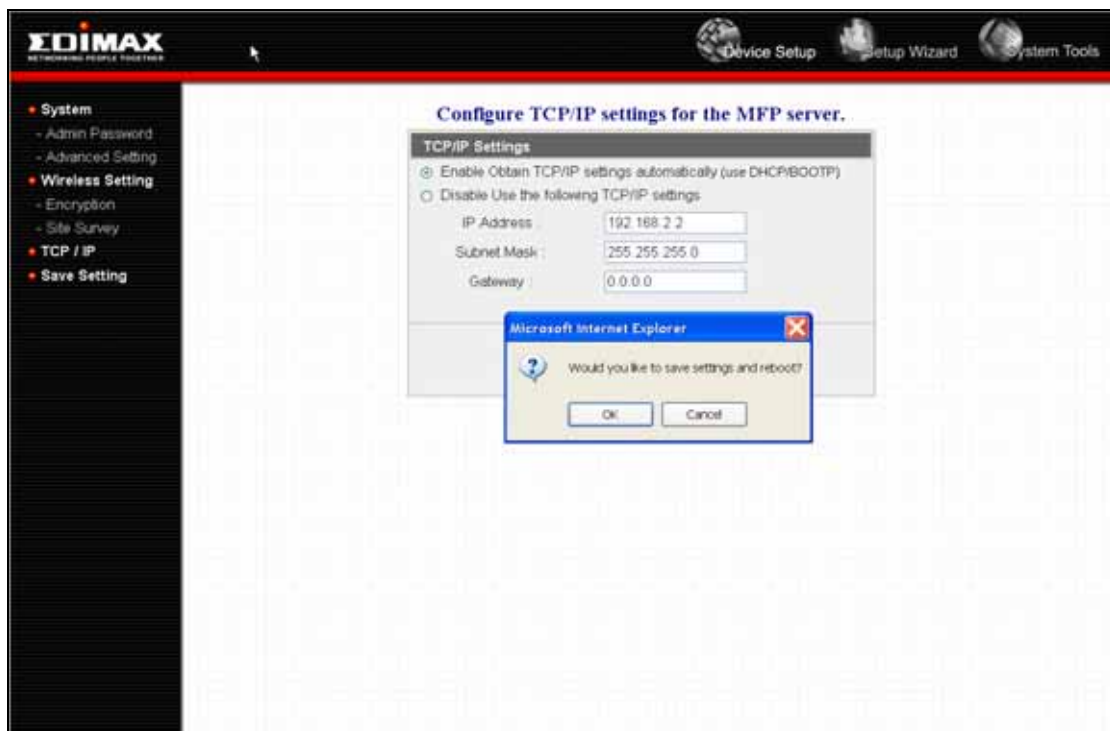 EDIMAX
NETWORKING PEOPLE TOGETHER
Device Setup
Setup Wizard
System Tools
System
- Admin Password
- Advanced Setting
Wireless Setting
- Encryption
- Site Survey
TCP / IP
Save Setting
Configure TCP/IP settings for the MFP server.
TCP/IP Settings
Enable Obtain TCP/IP settings automatically (use DHCP/BOOTP)
Disable Use the following TCP/IP settings
IP Address : 192.168.2.2
Subnet Mask : 255.255.255.0
Gateway : 0.0.0.0
Microsoft Internet Explorer
Would you like to save settings and reboot?
OK
Cancel